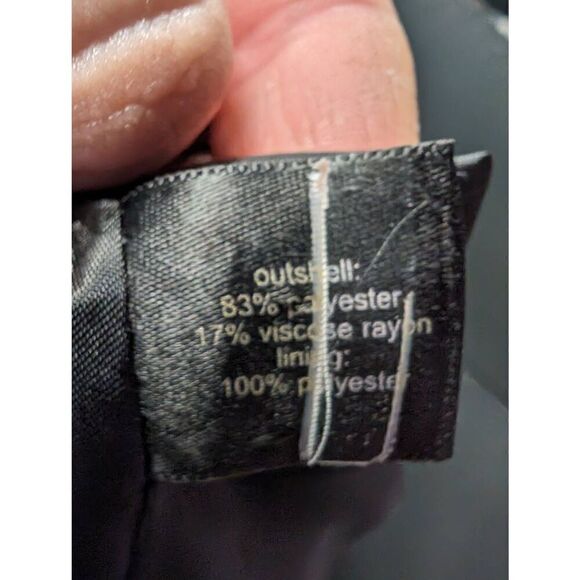 outshell:
83% polyester
17% viscose rayon
lining:
100% polyester